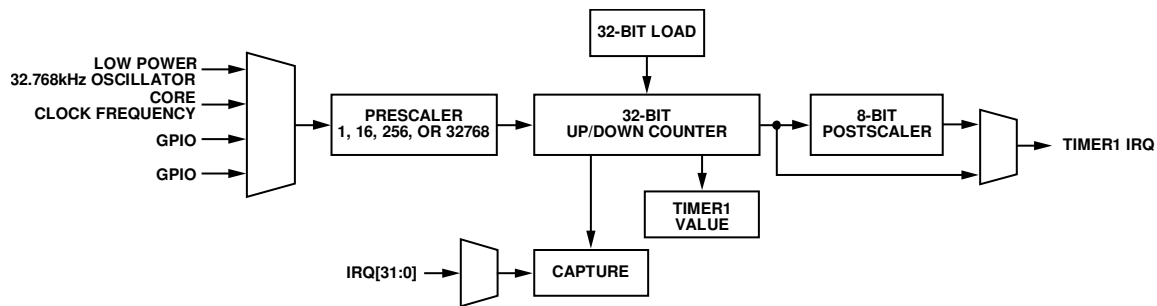 32-BIT LOAD
LOW POWER
32.768kHz OSCILLATOR
CORE
CLOCK FREQUENCY
GPIO
GPIO
PRESCALER
1, 16, 256, OR 32768
32-BIT
UP/DOWN COUNTER
8-BIT
POSTSCALER
TIMER1 IRQ
TIMER1
VALUE
IRQ[31:0]
CAPTURE